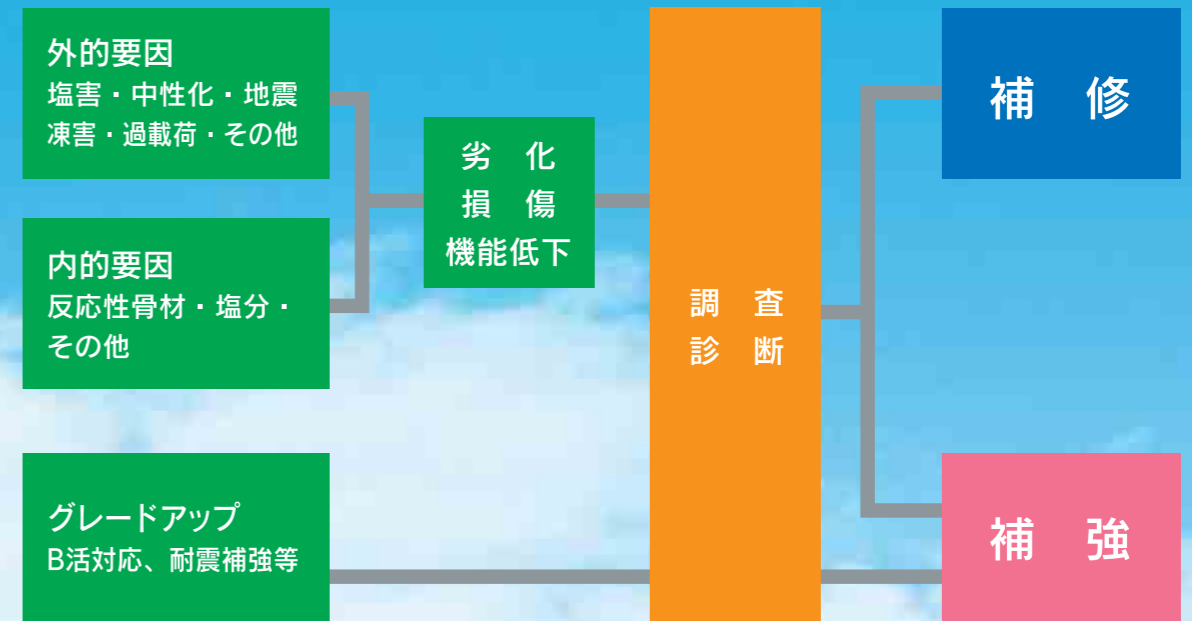 外的要因
塩害・中性化・地震
凍害・過載荷・その他
内的要因
反応性骨材・塩分・
その他
グレードアップ
B活対応、耐震補強等
劣　化
損　傷
機能低下
調　査
診　断
補　修
補　強